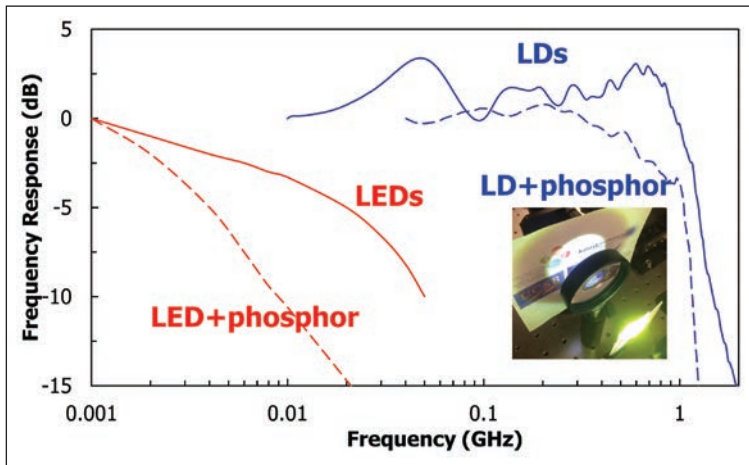 5
0
-5
-10
-15
Frequency Response (dB)
LDs
LEDs
LD+phosphor
LED+phosphor
0.001
0.01
0.1
1
Frequency (GHz)